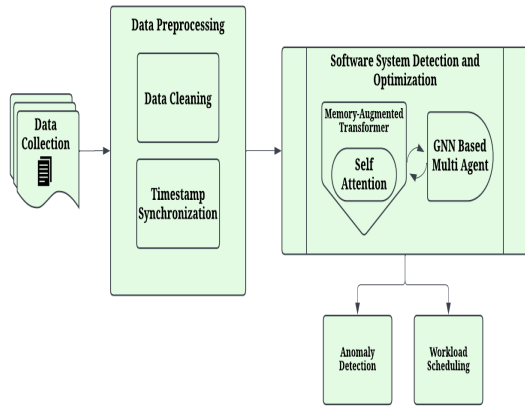 Data Preprocessing
Data Cleaning
Timestamp
Synchronization
Data
Collection
Software System Detection and
Optimization
Memory-Augmented
Transformer
Self
Attention
GNN Based
Multi Agent
Anomaly
Detection
Workload
Scheduling